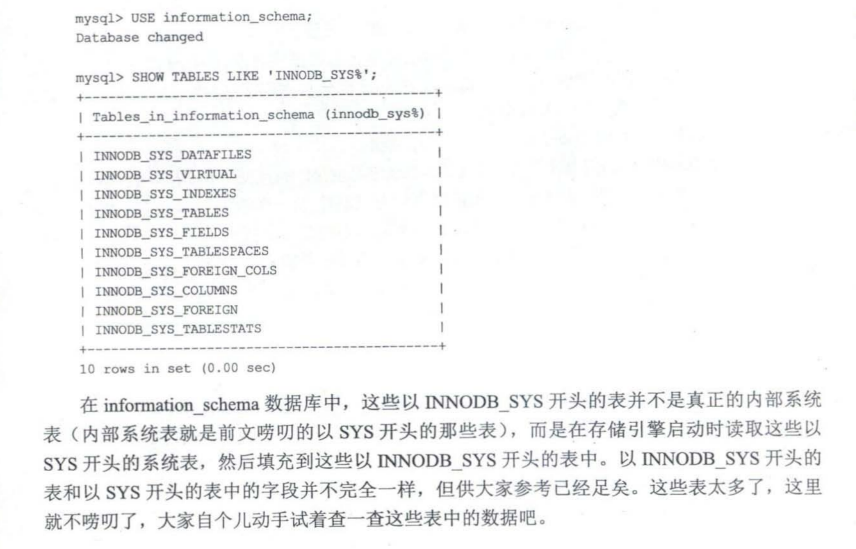 mysql> USE information_schema;
Database changed
mysql> SHOW TABLES LIKE 'INNODB_SYS%';
+--------------------------------------------+
| Tables_in_information_schema (innodb_sys%) |
+--------------------------------------------+
| INNODB_SYS_DATAFILES |
| INNODB_SYS_VIRTUAL |
| INNODB_SYS_INDEXES |
| INNODB_SYS_TABLES |
| INNODB_SYS_FIELDS |
| INNODB_SYS_TABLESPACES |
| INNODB_SYS_FOREIGN_COLS |
| INNODB_SYS_COLUMNS |
| INNODB_SYS_FOREIGN |
| INNODB_SYS_TABLESTATS |
+--------------------------------------------+
10 rows in set (0.00 sec)
在 information_schema 数据库中，这些以 INNODB_SYS 开头的表并不是真正的内部系统
表（内部系统表就是前文唠叨的以 SYS 开头的那些表），而是在存储引擎启动时读取这些以
SYS 开头的系统表，然后填充到这些以 INNODB_SYS 开头的表中。以 INNODB_SYS 开头的
表和以 SYS 开头的表中的字段并不完全一样，但供大家参考已经足矣。这些表太多了，这里
就不唠叨了，大家自个儿动手试着查一查这些表中的数据吧。